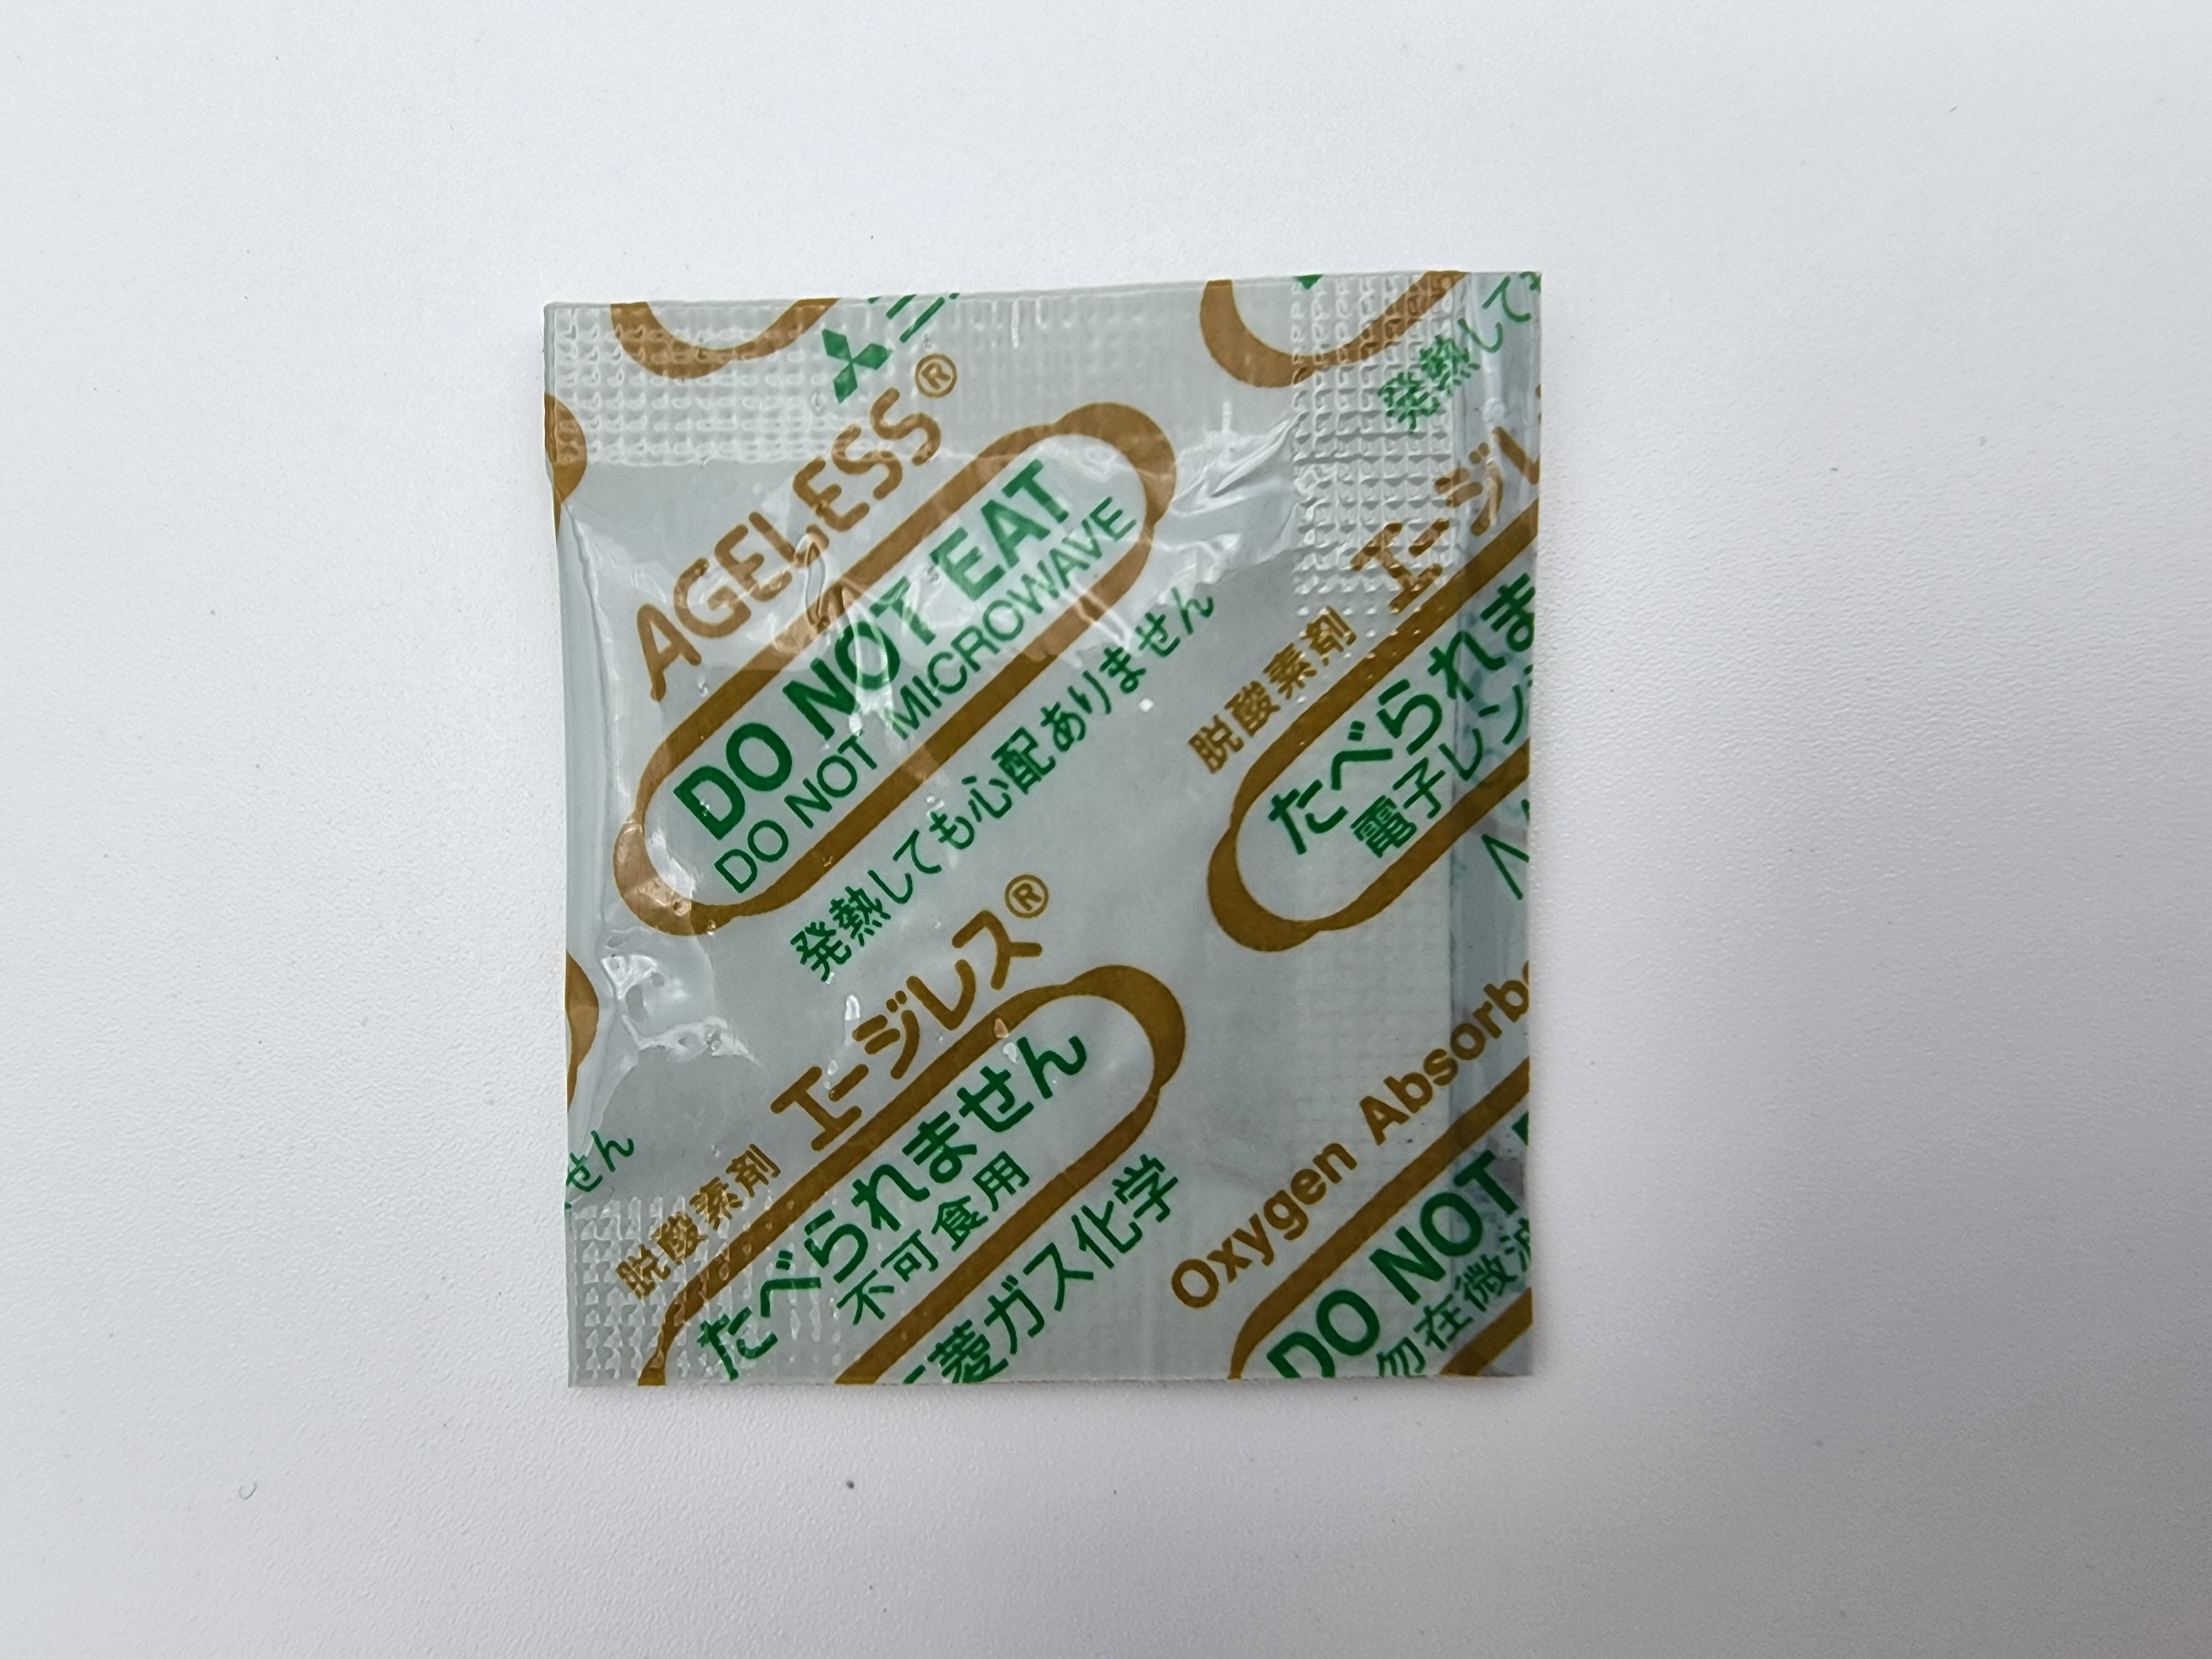 AGELESS®
DO NOT EAT
DO NOT MICROWAVE
発熱しても心配ありません
脱酸素剤 エージレス®
たべられません
不可食用
菱ガス化学
せん
発熱して
脱酸素剤 エージレ
たべられま
電子レン
Oxygen Absorb
DO NOT
勿在微波